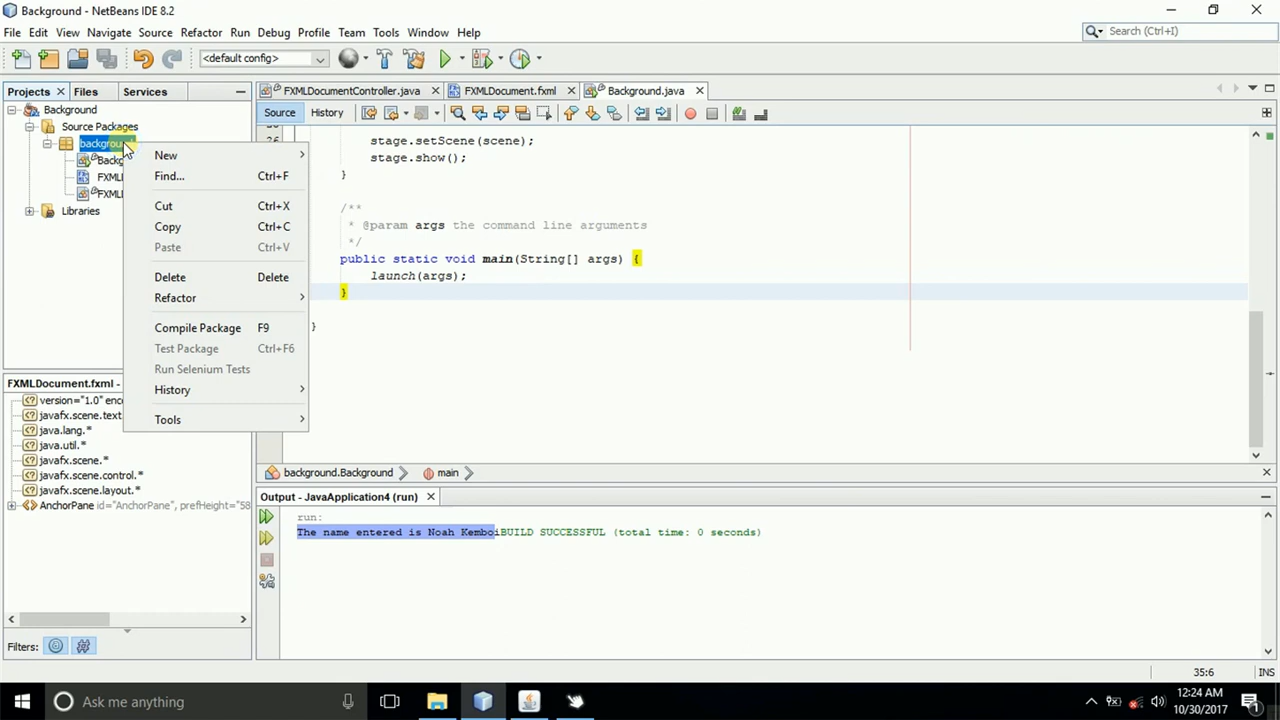 Background - NetBeans IDE 8.2
File Edit View Navigate Source Refactor Run Debug Profile Team Tools Window Help
Search (Ctrl+I)
<default config>
Projects Files Services
FXMLDocumentController.java FXMLDocument.fxml Background.java
Source History
Background
Source Packages
Libraries
New
Find... Ctrl+F
Cut Ctrl+X
Copy Ctrl+C
Paste Ctrl+V
Delete Delete
Refactor
Compile Package F9
Test Package Ctrl+F6
Run Selenium Tests
History
Tools
stage.setScene(scene);
stage.show();
}
/**
* @param args the command line arguments
*/
public static void main(String[] args) {
launch(args);
}
}
FXMLDocument.fxml -
version="1.0"
java.lang.*
java.util.*
javafx.scene.*
javafx.scene.control.*
javafx.scene.layout.*
AnchorPane id="AnchorPane", prefHeight="58
Filters:
background.Background main
Output - JavaApplication4 (run)
run:
The name entered is Noah KemboiBUILD SUCCESSFUL (total time: 0 seconds)
35:6 INS
Ask me anything
12:24 AM
10/30/2017